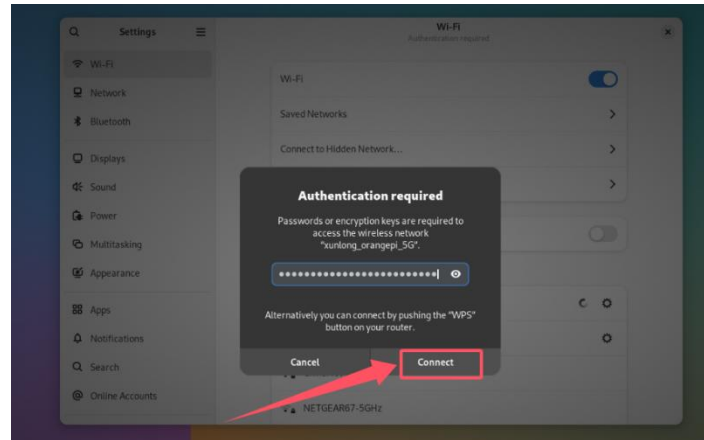 Settings
Wi-Fi
Authentication required
Wi-Fi
Network
Bluetooth
Displays
Sound
Power
Multitasking
Appearance
Apps
Notifications
Search
Online Accounts
Wi-Fi
Saved Networks
Connect to Hidden Network...
Authentication required
Passwords or encryption keys are required to
access the wireless network
"xunlong_orangepi_5G".
Alternatively you can connect by pushing the "WPS"
button on your router.
Cancel
Connect
NETGEAR67-5GHz